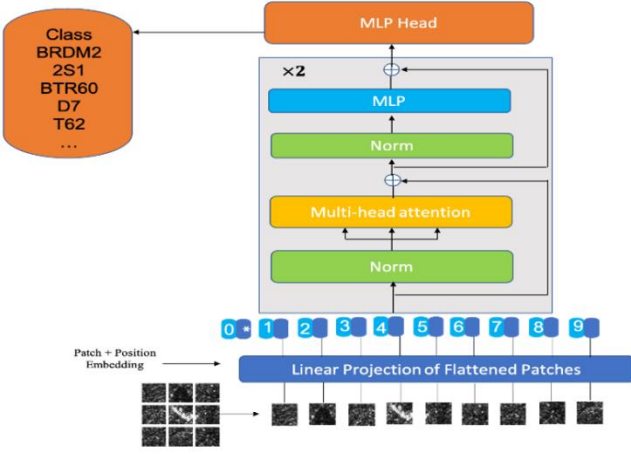 MLP Head
Class
BRDM2
2S1
BTR60
D7
T62
...
×2
MLP
Norm
Multi-head attention
Norm
0 * 1 2 3 4 5 6 7 8 9
Patch + Position
Embedding
Linear Projection of Flattened Patches